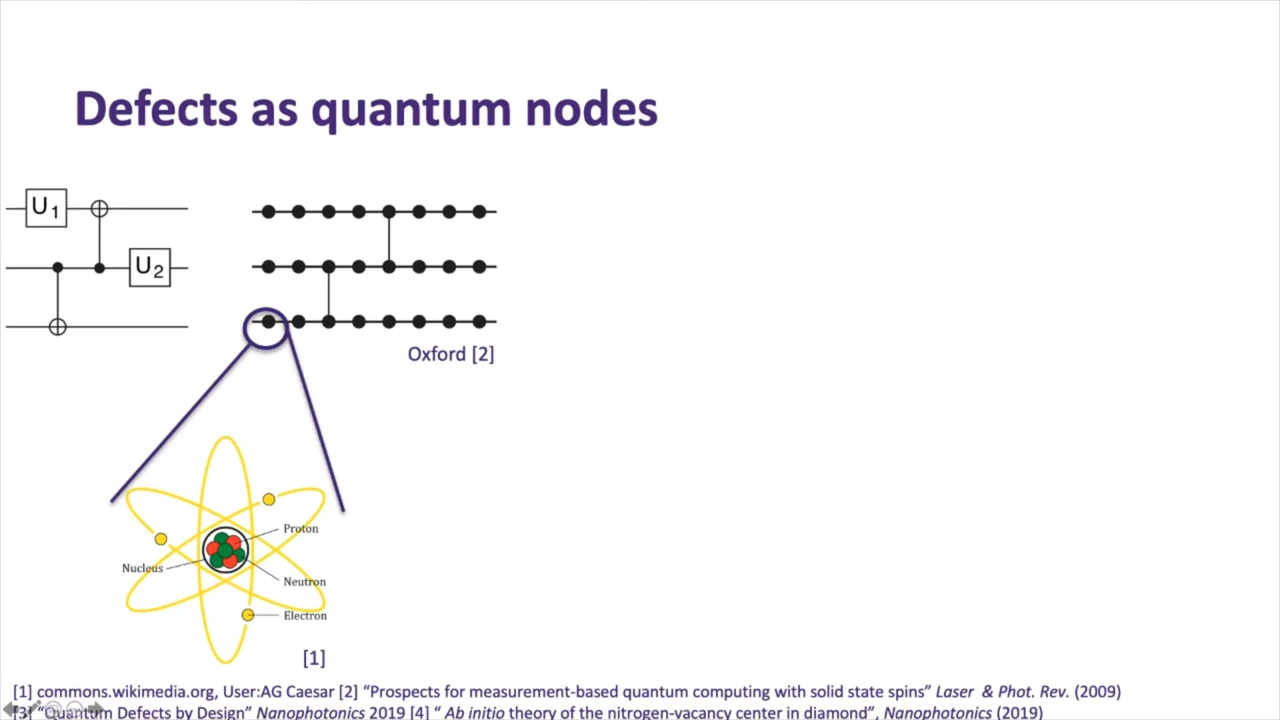 Defects as quantum nodes
U1
U2
Oxford [2]
Proton
Nucleus
Neutron
Electron
[1]
[1] commons.wikimedia.org, User:AG Caesar [2] “Prospects for measurement-based quantum computing with solid state spins” Laser & Phot. Rev. (2009)
[3] “Quantum Defects by Design” Nanophotonics 2019 [4] “ Ab initio theory of the nitrogen-vacancy center in diamond”, Nanophotonics (2019)